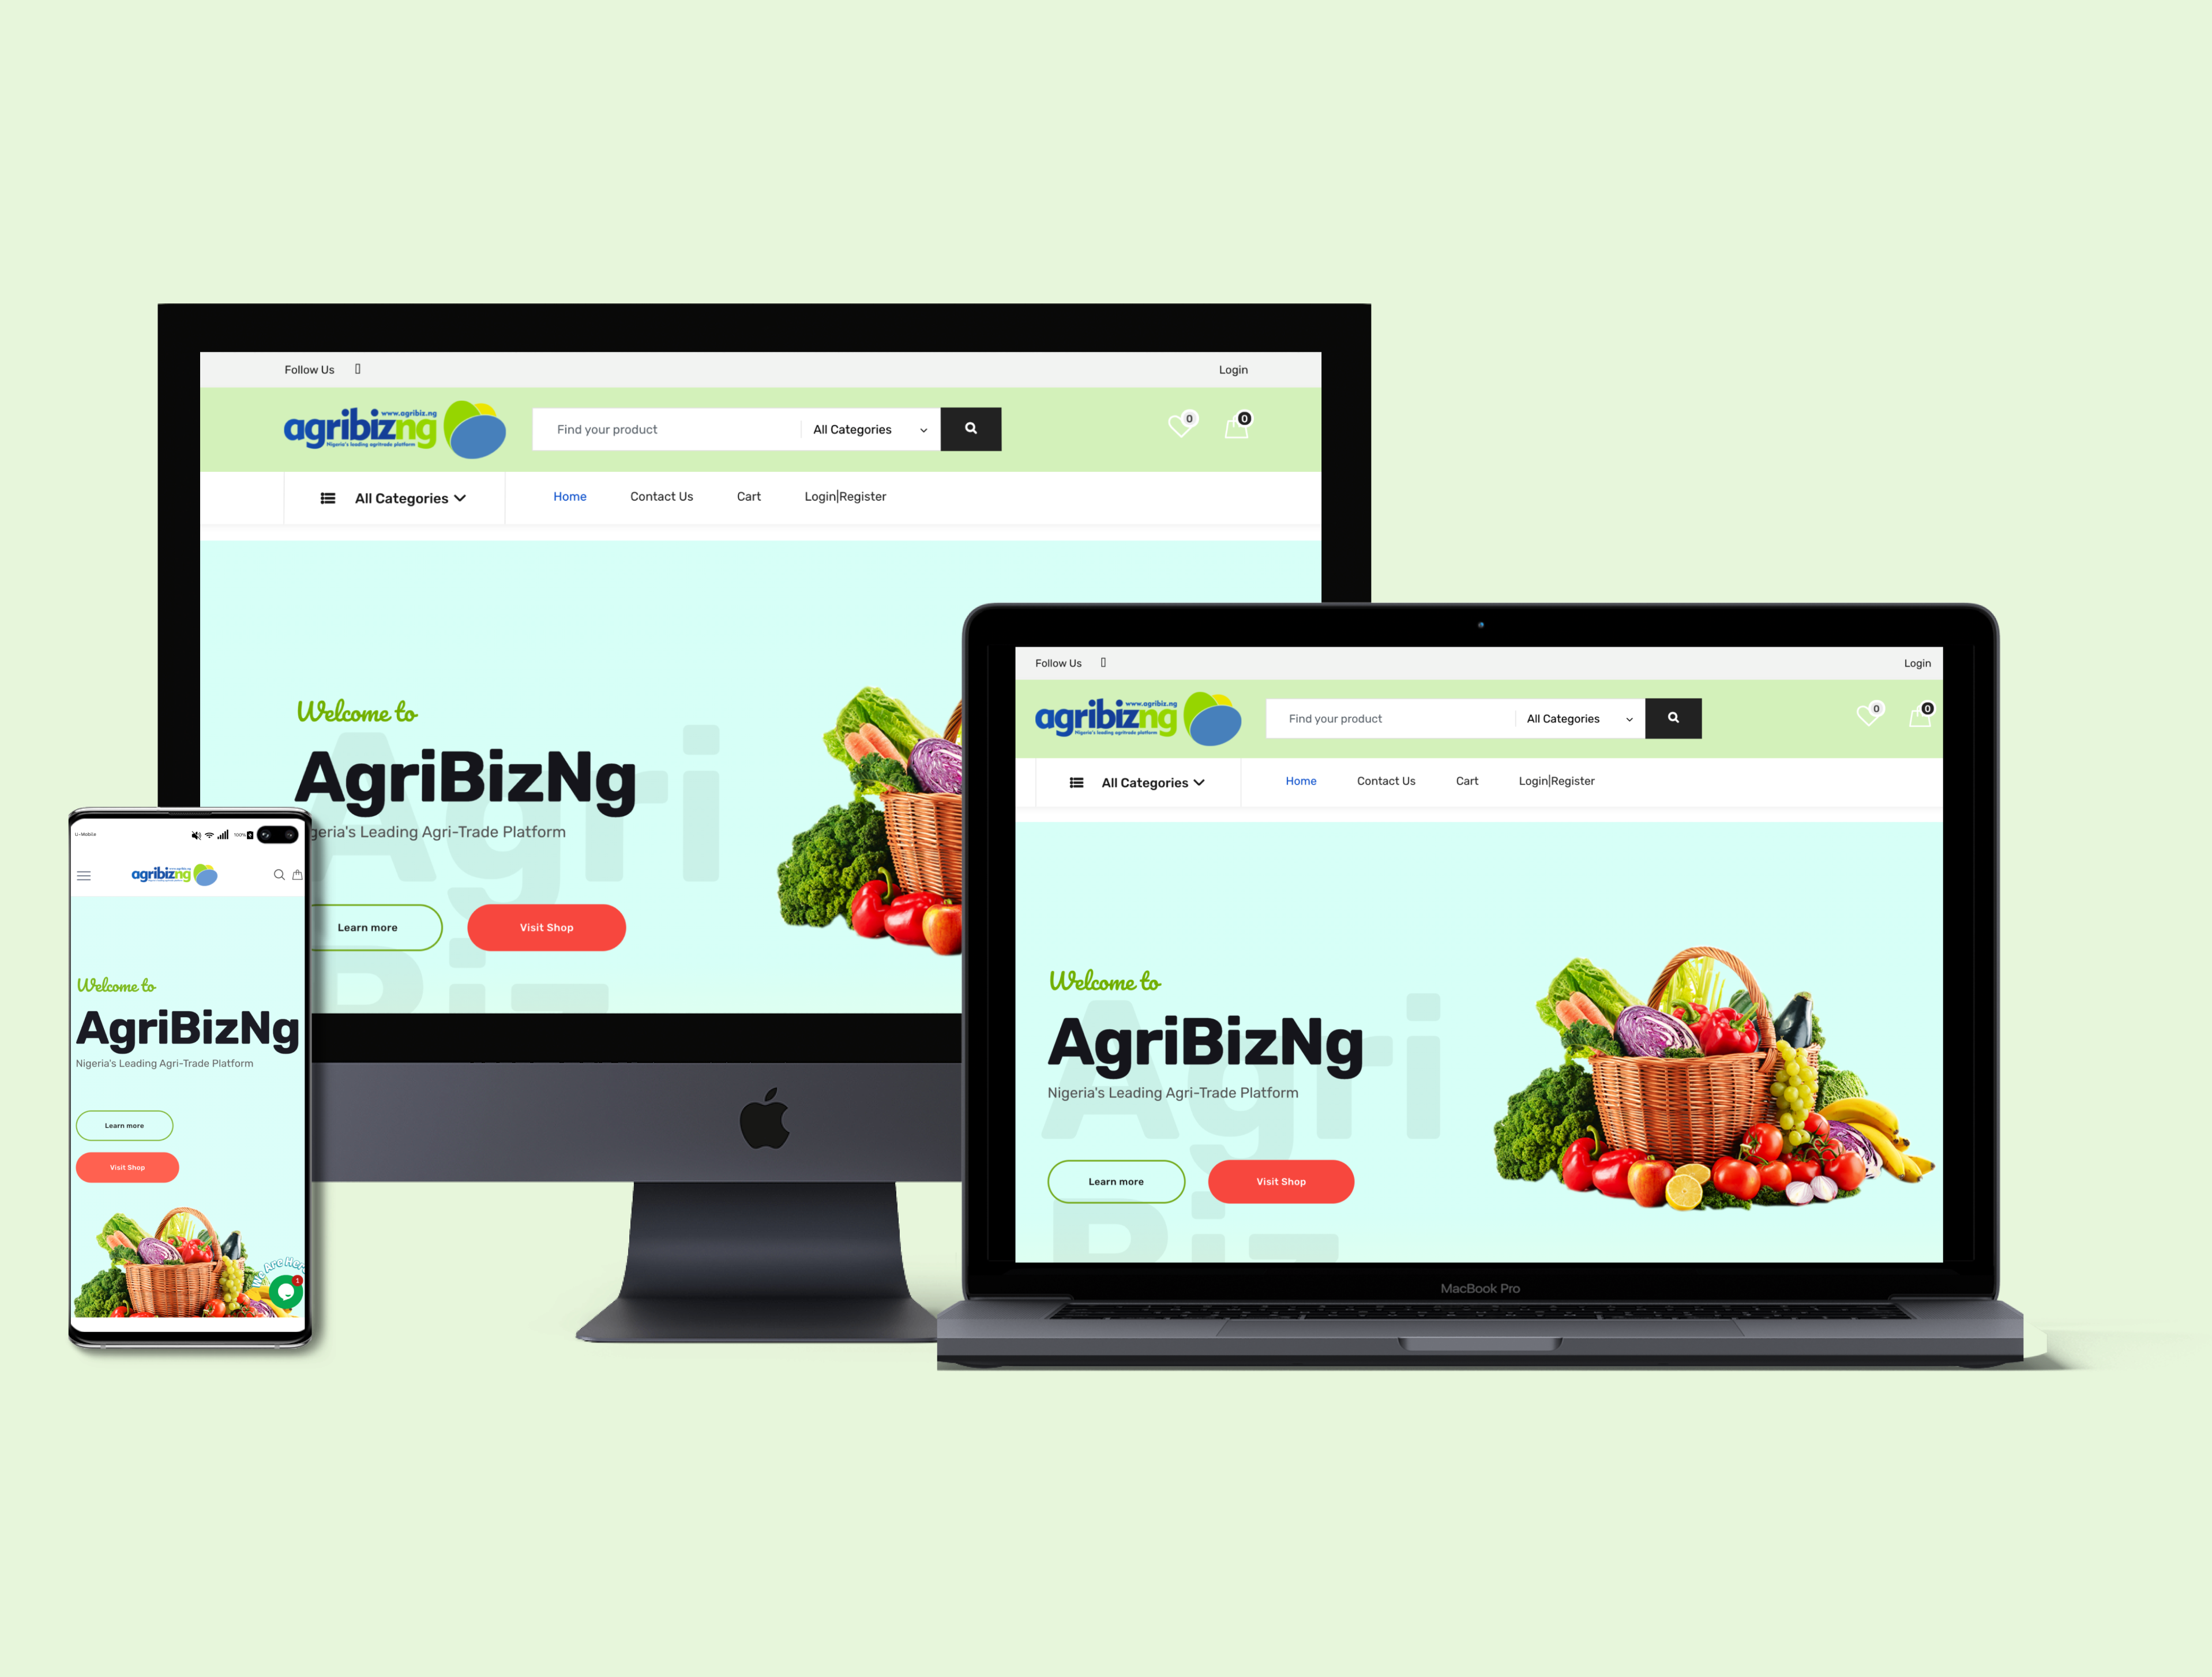 Follow Us
Login
www.agribiz.ng
agribizng
Nigeria's leading agritrade platform
Find your product
All Categories
0
0
All Categories
Home
Contact Us
Cart
Login|Register
Welcome to
AgriBizNg
geria's Leading Agri-Trade Platform
Learn more
Visit Shop
Agri
Biz
U-Mobile
100%
agribizng
Welcome to
AgriBizNg
Nigeria's Leading Agri-Trade Platform
Learn more
Visit Shop
We Are Her
1
Follow Us
Login
www.agribiz.ng
agribizng
Nigeria's leading agritrade platform
Find your product
All Categories
0
0
All Categories
Home
Contact Us
Cart
Login|Register
Welcome to
AgriBizNg
Nigeria's Leading Agri-Trade Platform
Learn more
Visit Shop
Agri
Biz
MacBook Pro